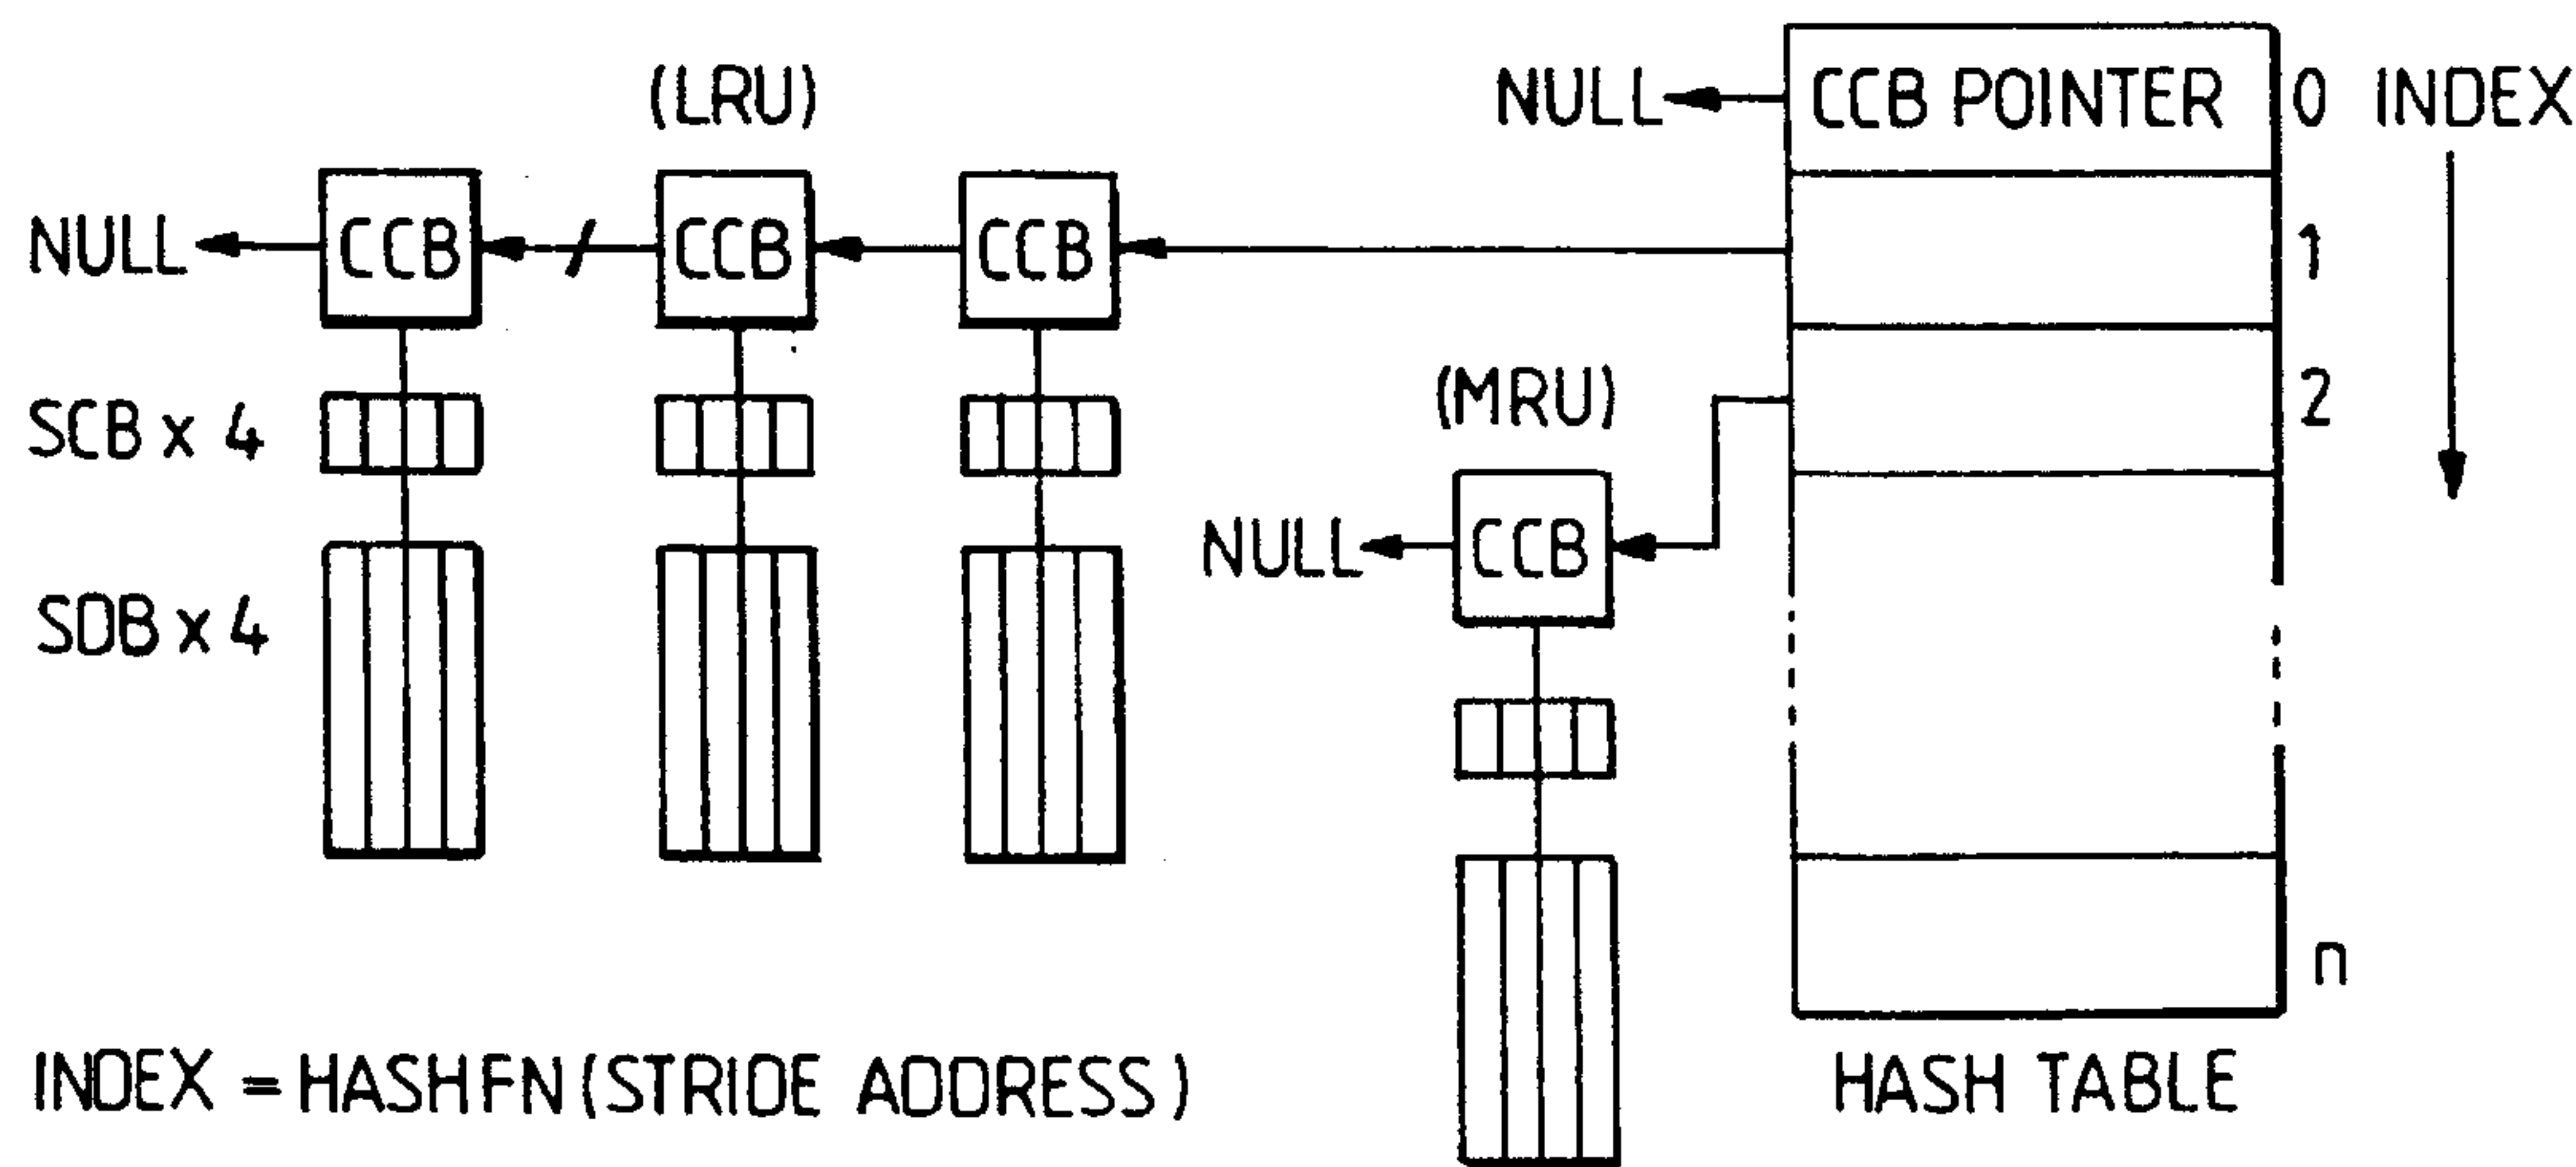 (LRU)
NULL
CCB POINTER
0 INDEX
NULL
CCB
CCB
CCB
1
(MRU)
2
SCB x 4
NULL
CCB
SDB x 4
n
INDEX = HASHFN (STRIDE ADDRESS)
HASH TABLE